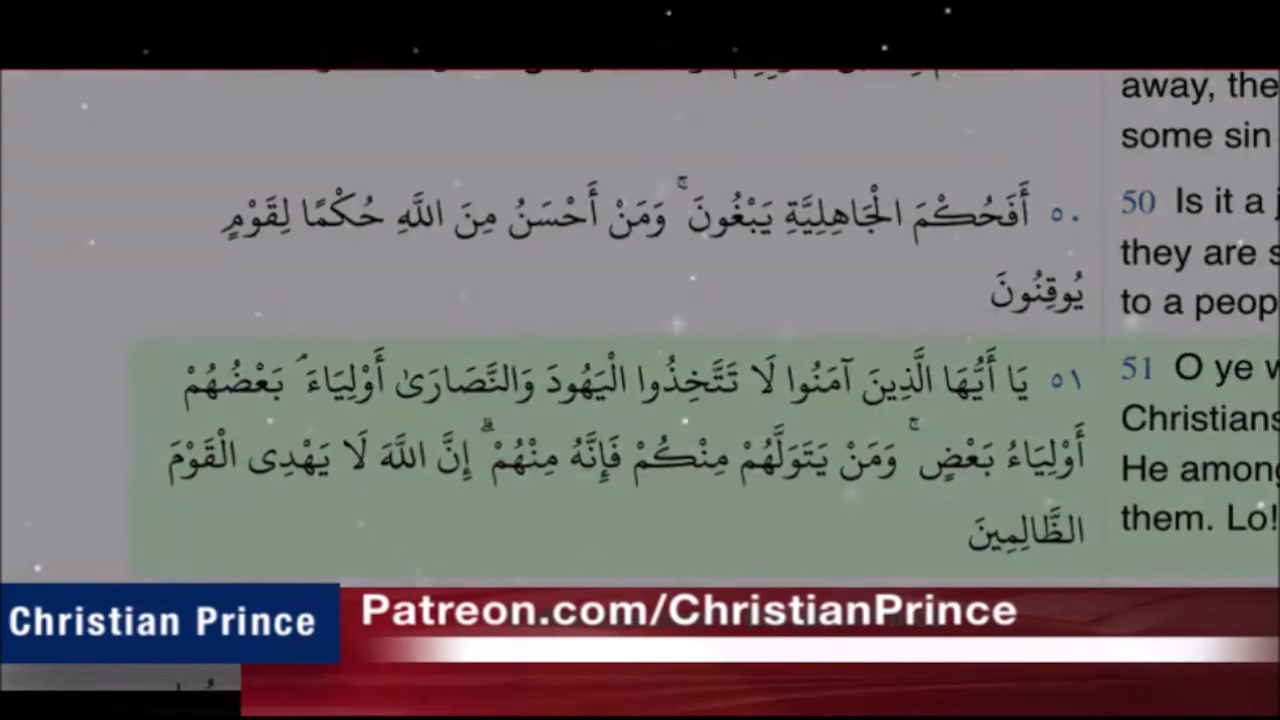 away, the
some sin
٥٠ أَفَحُكْمَ الْجَاهِلِيَّةِ يَبْغُونَ ۚ وَمَنْ أَحْسَنُ مِنَ اللَّهِ حُكْمًا لِقَوْمٍ
يُوقِنُونَ
50 Is it a
they are s
to a peop
٥١ يَا أَيُّهَا الَّذِينَ آمَنُوا لَا تَتَّخِذُوا الْيَهُودَ وَالنَّصَارَىٰ أَوْلِيَاءَ ۘ بَعْضُهُمْ
أَوْلِيَاءُ بَعْضٍ ۚ وَمَنْ يَتَوَلَّهُمْ مِنْكُمْ فَإِنَّهُ مِنْهُمْ ۗ إِنَّ اللَّهَ لَا يَهْدِى الْقَوْمَ
الظَّالِمِينَ
51 O ye w
Christians
He among
them. Lo!
Christian Prince
Patreon.com/ChristianPrince